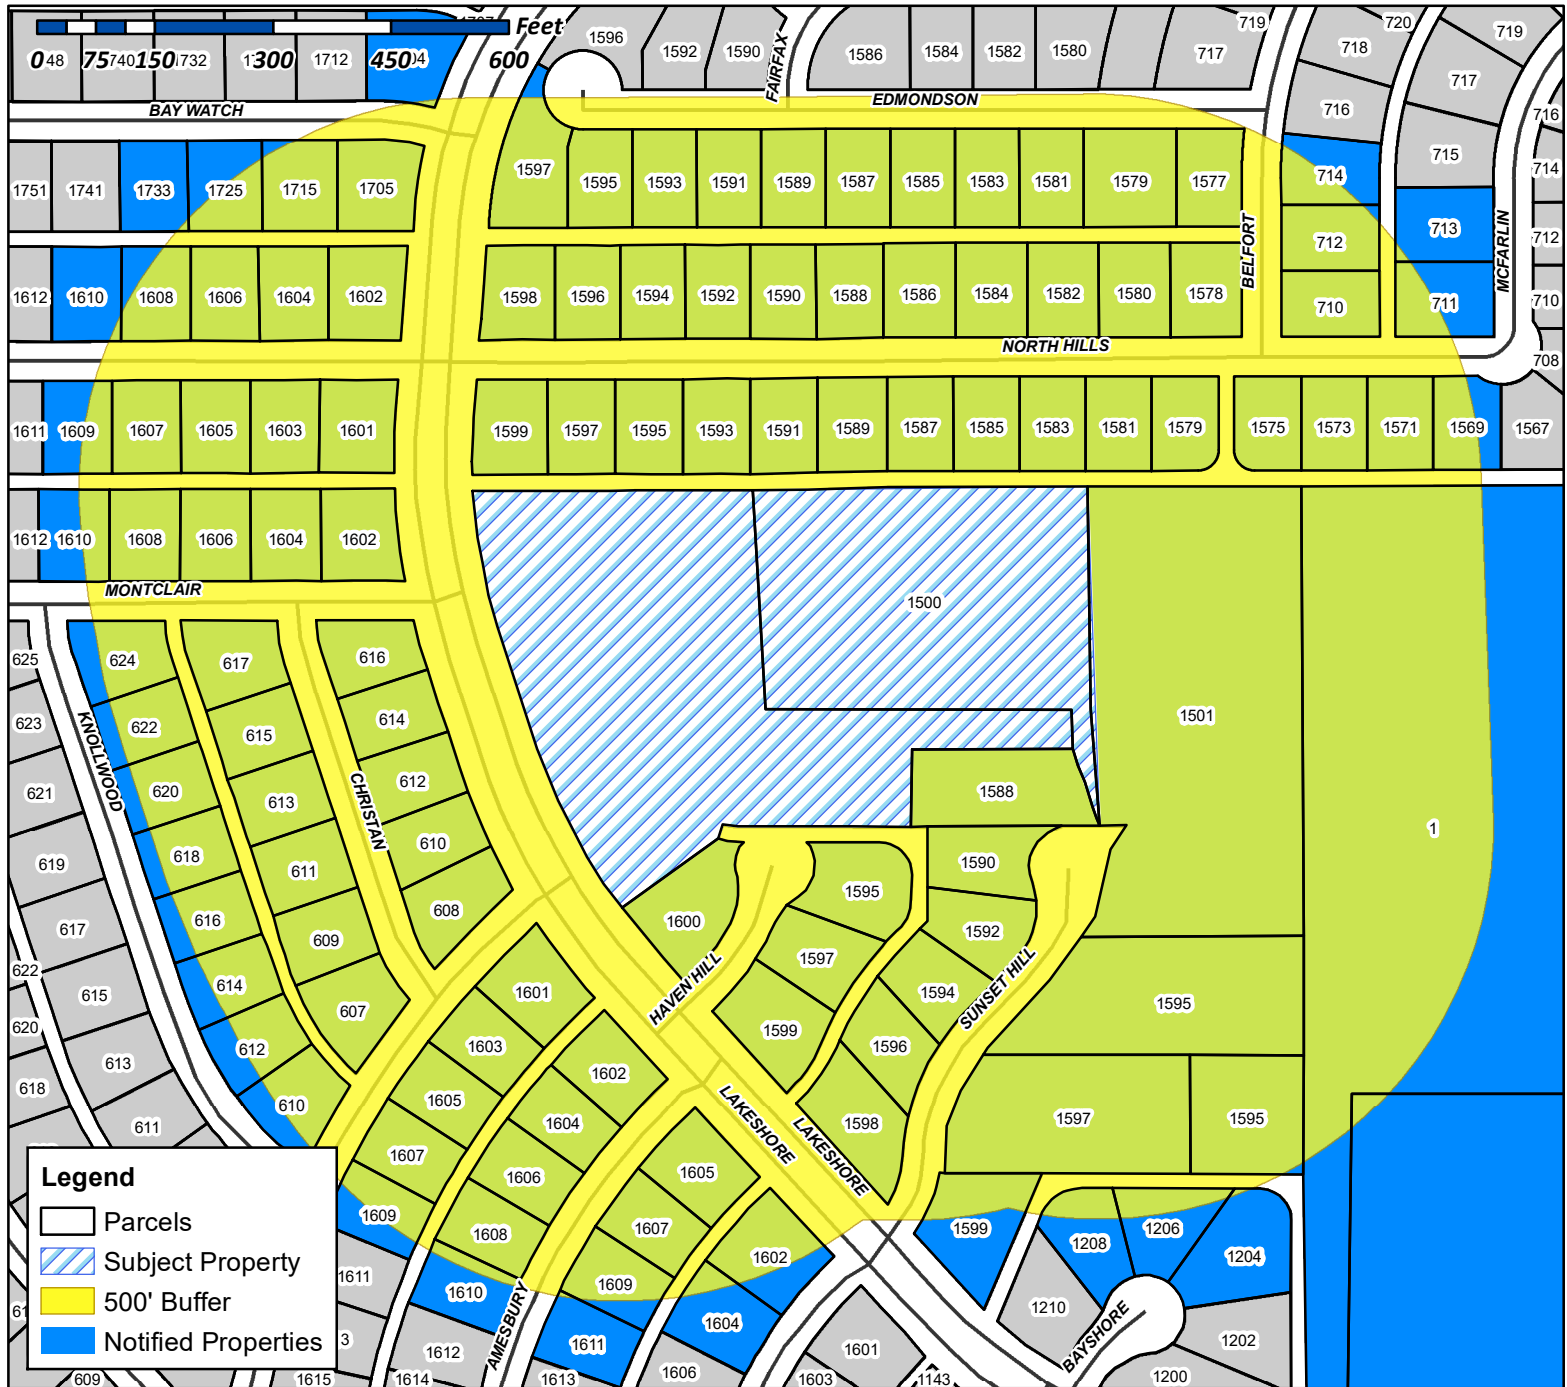 Feet
0 75 150 300 450 600
48 740 1732 1712
1596 1592 1590 FAIRFAX 1586 1584 1582 1580 717 719 718 720 717 719
BAY WATCH EDMONDSON 716 716
1751 1741 1733 1725 1715 1705 1597 1595 1593 1591 1589 1587 1585 1583 1581 1579 1577 714 715 714
BELFORT 712 713 MCFARLIN 712
1612 1610 1608 1606 1604 1602 1598 1596 1594 1592 1590 1588 1586 1584 1582 1580 1578 710 711 710
NORTH HILLS 708
1611 1609 1607 1605 1603 1601 1599 1597 1595 1593 1591 1589 1587 1585 1583 1581 1579 1575 1573 1571 1569 1567
1612 1610 1608 1606 1604 1602
MONTCLAIR 1500
625 624 617 616
623 KNOLLWOOD 622 615 614 1501
621 620 613 CHRISTAN 612 1588
619 618 611 610 1590 1
617 616 609 608 1600 1595 1592
622 615 614 607 1601 HAVEN HILL 1597 1594 SUNSET HILL 1595
620 613 612 1603 1602 1599 1596
618 611 610 1605 1604 LAKESHORE LAKESHORE 1598 1597 1595
1607 1606 1605
1609 1608 1607 1602 1599 1208 1206 1204
1611 1610 AMESBURY 1609 1604 1210 BAYSHORE 1202
3 1612 1611 1606 1601
609 1615 1614 1613 1603 1143 1200
Legend
Parcels
Subject Property
500' Buffer
Notified Properties